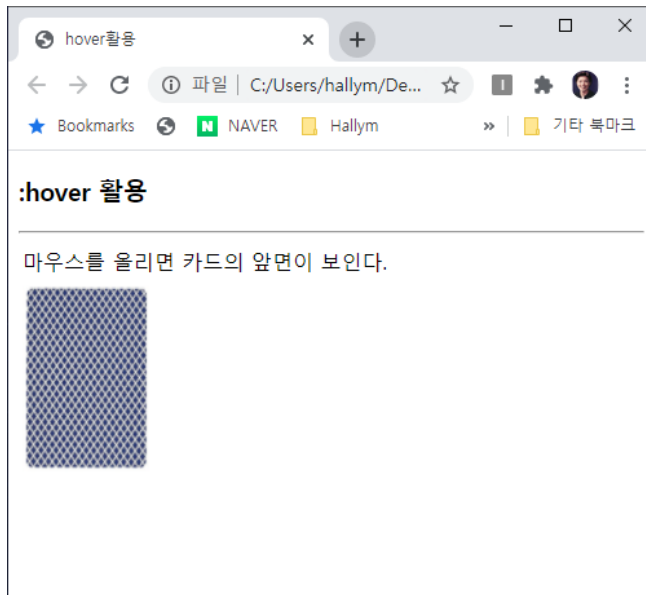 hover활용
파일 | C:/Users/hallym/De...
Bookmarks N NAVER Hallym » 기타 북마크
:hover 활용
마우스를 올리면 카드의 앞면이 보인다.